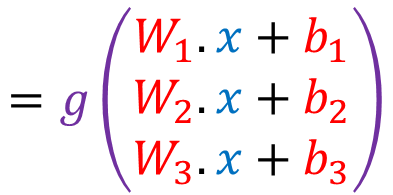 W₁.x + b₁
= g ( W₂.x + b₂ )
W₃.x + b₃